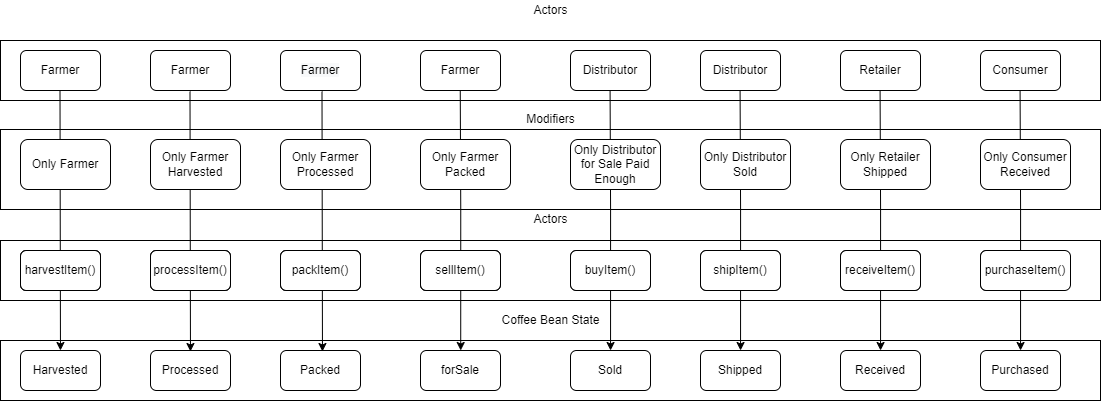 Actors
Farmer
Farmer
Farmer
Farmer
Distributor
Distributor
Retailer
Consumer
Modifiers
Only Farmer
Only Farmer
Harvested
Only Farmer
Processed
Only Farmer
Packed
Only Distributor
for Sale Paid
Enough
Only Distributor
Sold
Only Retailer
Shipped
Only Consumer
Received
Actors
harvestItem()
processItem()
packItem()
sellItem()
buyItem()
shipItem()
receiveItem()
purchaseItem()
Coffee Bean State
Harvested
Processed
Packed
forSale
Sold
Shipped
Received
Purchased